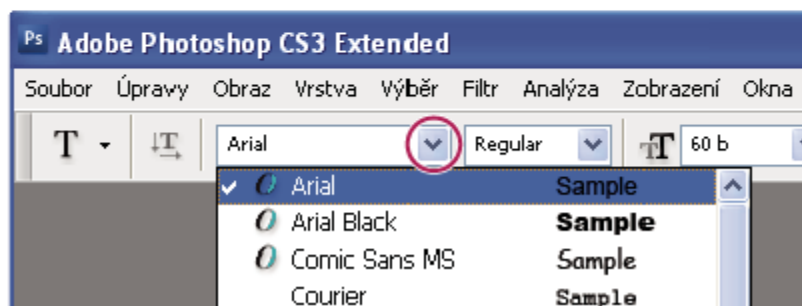 Ps Adobe Photoshop CS3 Extended
Soubor Úpravy Obraz Vrstva Výběr Filtr Analýza Zobrazení Okna
T T Arial Regular TT 60 b
Arial Sample
Arial Black Sample
Comic Sans MS Sample
Courier Sample